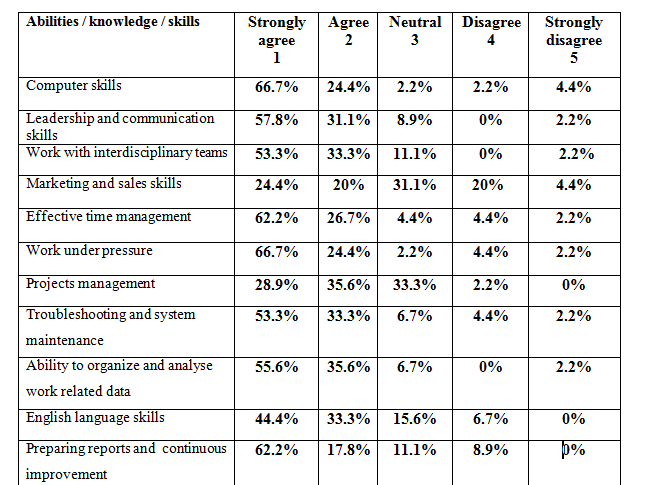 Abilities / knowledge / skills Strongly agree 1 Agree 2 Neutral 3 Disagree 4 Strongly disagree 5
Computer skills 66.7% 24.4% 2.2% 2.2% 4.4%
Leadership and communication skills 57.8% 31.1% 8.9% 0% 2.2%
Work with interdisciplinary teams 53.3% 33.3% 11.1% 0% 2.2%
Marketing and sales skills 24.4% 20% 31.1% 20% 4.4%
Effective time management 62.2% 26.7% 4.4% 4.4% 2.2%
Work under pressure 66.7% 24.4% 2.2% 4.4% 2.2%
Projects management 28.9% 35.6% 33.3% 2.2% 0%
Troubleshooting and system maintenance 53.3% 33.3% 6.7% 4.4% 2.2%
Ability to organize and analyse work related data 55.6% 35.6% 6.7% 0% 2.2%
English language skills 44.4% 33.3% 15.6% 6.7% 0%
Preparing reports and continuous improvement 62.2% 17.8% 11.1% 8.9% 0%